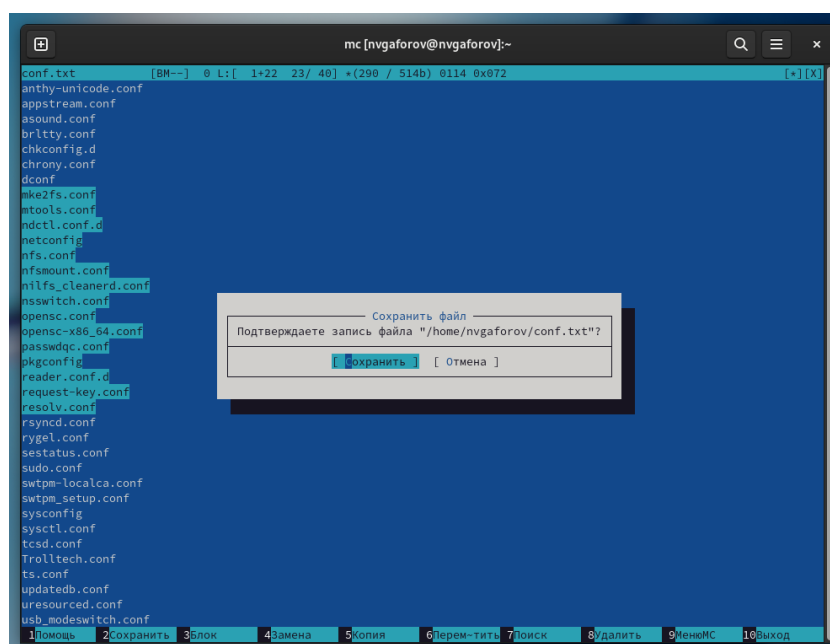 mc [nvgaforov@nvgaforov]:~
conf.txt [BM--] 0 L:[ 1+22 23/ 40] *(290 / 514b) 0114 0x072 [*][X]
anthy-unicode.conf
appstream.conf
asound.conf
brltty.conf
chkconfig.d
chrony.conf
dconf
mke2fs.conf
mtools.conf
ndctl.conf.d
netconfig
nfs.conf
nfsmount.conf
nilfs_cleanerd.conf
nsswitch.conf
opensc.conf
opensc-x86_64.conf
passwdqc.conf
pkgconfig
reader.conf.d
request-key.conf
resolv.conf
rsyncd.conf
rygel.conf
sestatus.conf
sudo.conf
swtpm-localca.conf
swtpm_setup.conf
sysconfig
sysctl.conf
tcsd.conf
Trolltech.conf
ts.conf
updatedb.conf
uresourced.conf
usb_modeswitch.conf
Сохранить файл
Подтверждаете запись файла "/home/nvgaforov/conf.txt"?
[ Сохранить ] [ Отмена ]
1Помощь 2Сохранить 3Блок 4Замена 5Копия 6Перем~тить 7Поиск 8Удалить 9МенюMC 10Выход